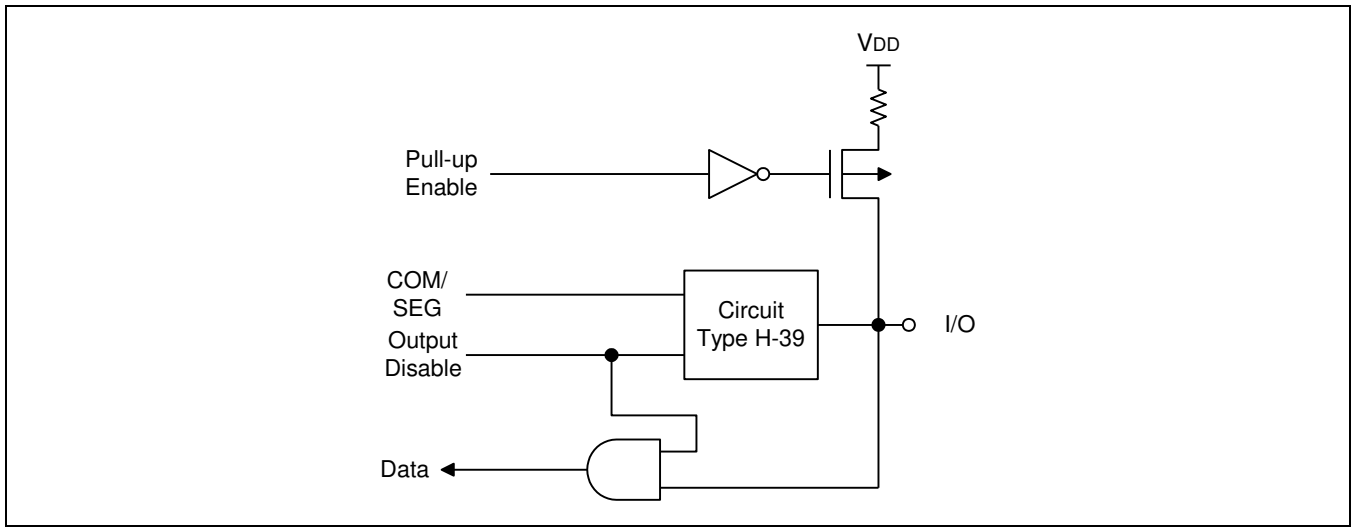 VDD
Pull-up
Enable
COM/
SEG
Circuit
Type H-39
I/O
Output
Disable
Data